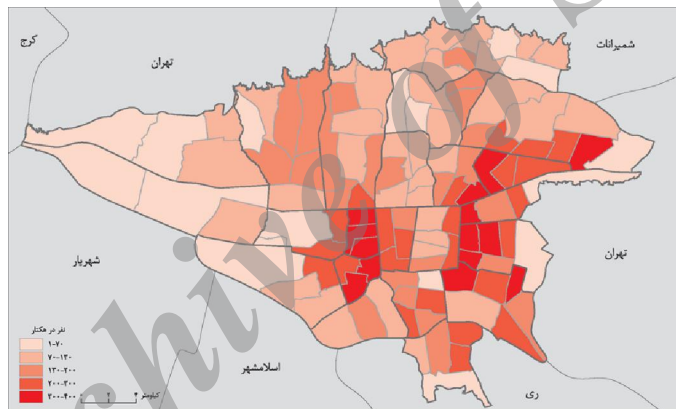 کرج
تهران
شمیرانات
شهریار
تهران
اسلامشهر
ری
نفر در هکتار
۱-۷۰
۷۰-۱۳۰
۱۳۰-۲۰۰
۲۰۰-۳۰۰
۳۰۰-۴۰۰
کیلومتر